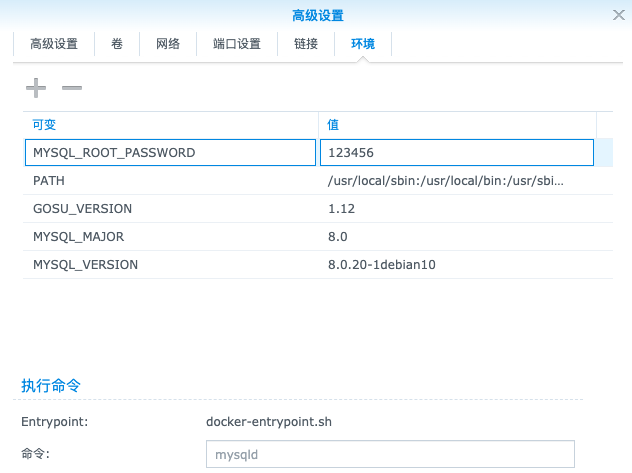 高级设置
高级设置 卷 网络 端口设置 链接 环境
可变 值
MYSQL_ROOT_PASSWORD 123456
PATH /usr/local/sbin:/usr/local/bin:/usr/sbi...
GOSU_VERSION 1.12
MYSQL_MAJOR 8.0
MYSQL_VERSION 8.0.20-1debian10
执行命令
Entrypoint: docker-entrypoint.sh
命令: mysqld